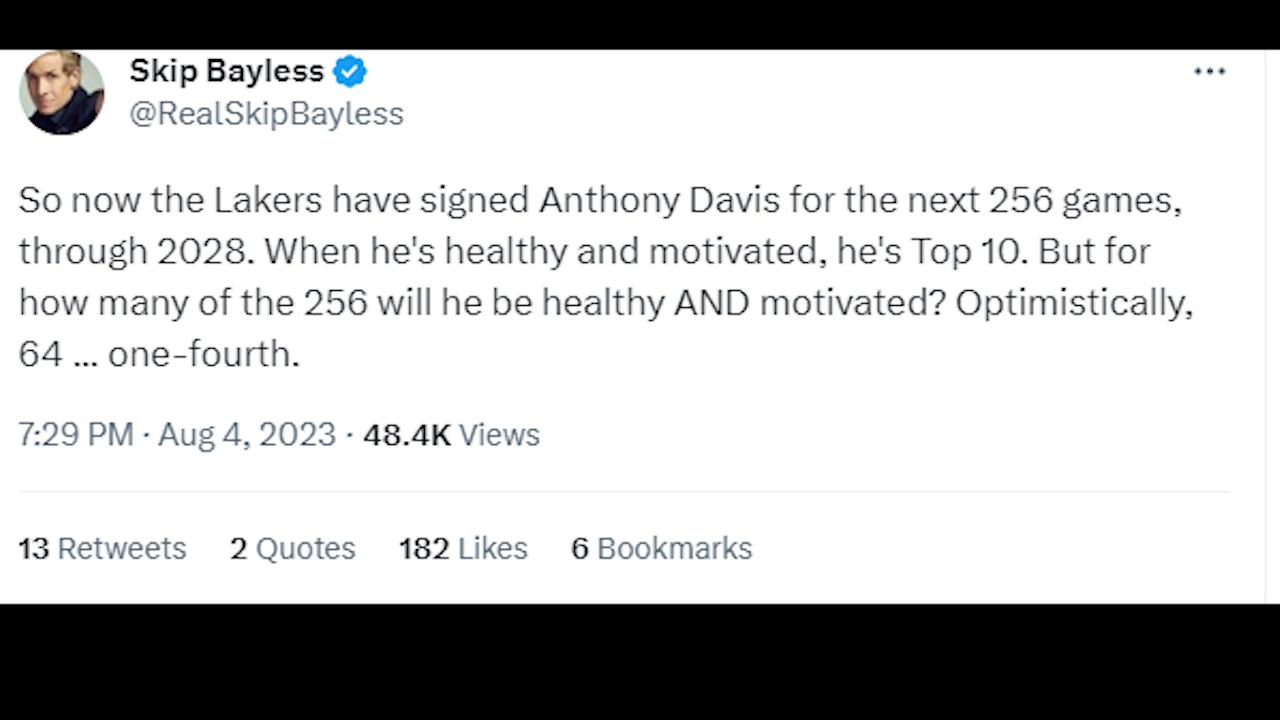 Skip Bayless
@RealSkipBayless
So now the Lakers have signed Anthony Davis for the next 256 games,
through 2028. When he's healthy and motivated, he's Top 10. But for
how many of the 256 will he be healthy AND motivated? Optimistically,
64 ... one-fourth.
7:29 PM · Aug 4, 2023 · 48.4K Views
13 Retweets 2 Quotes 182 Likes 6 Bookmarks